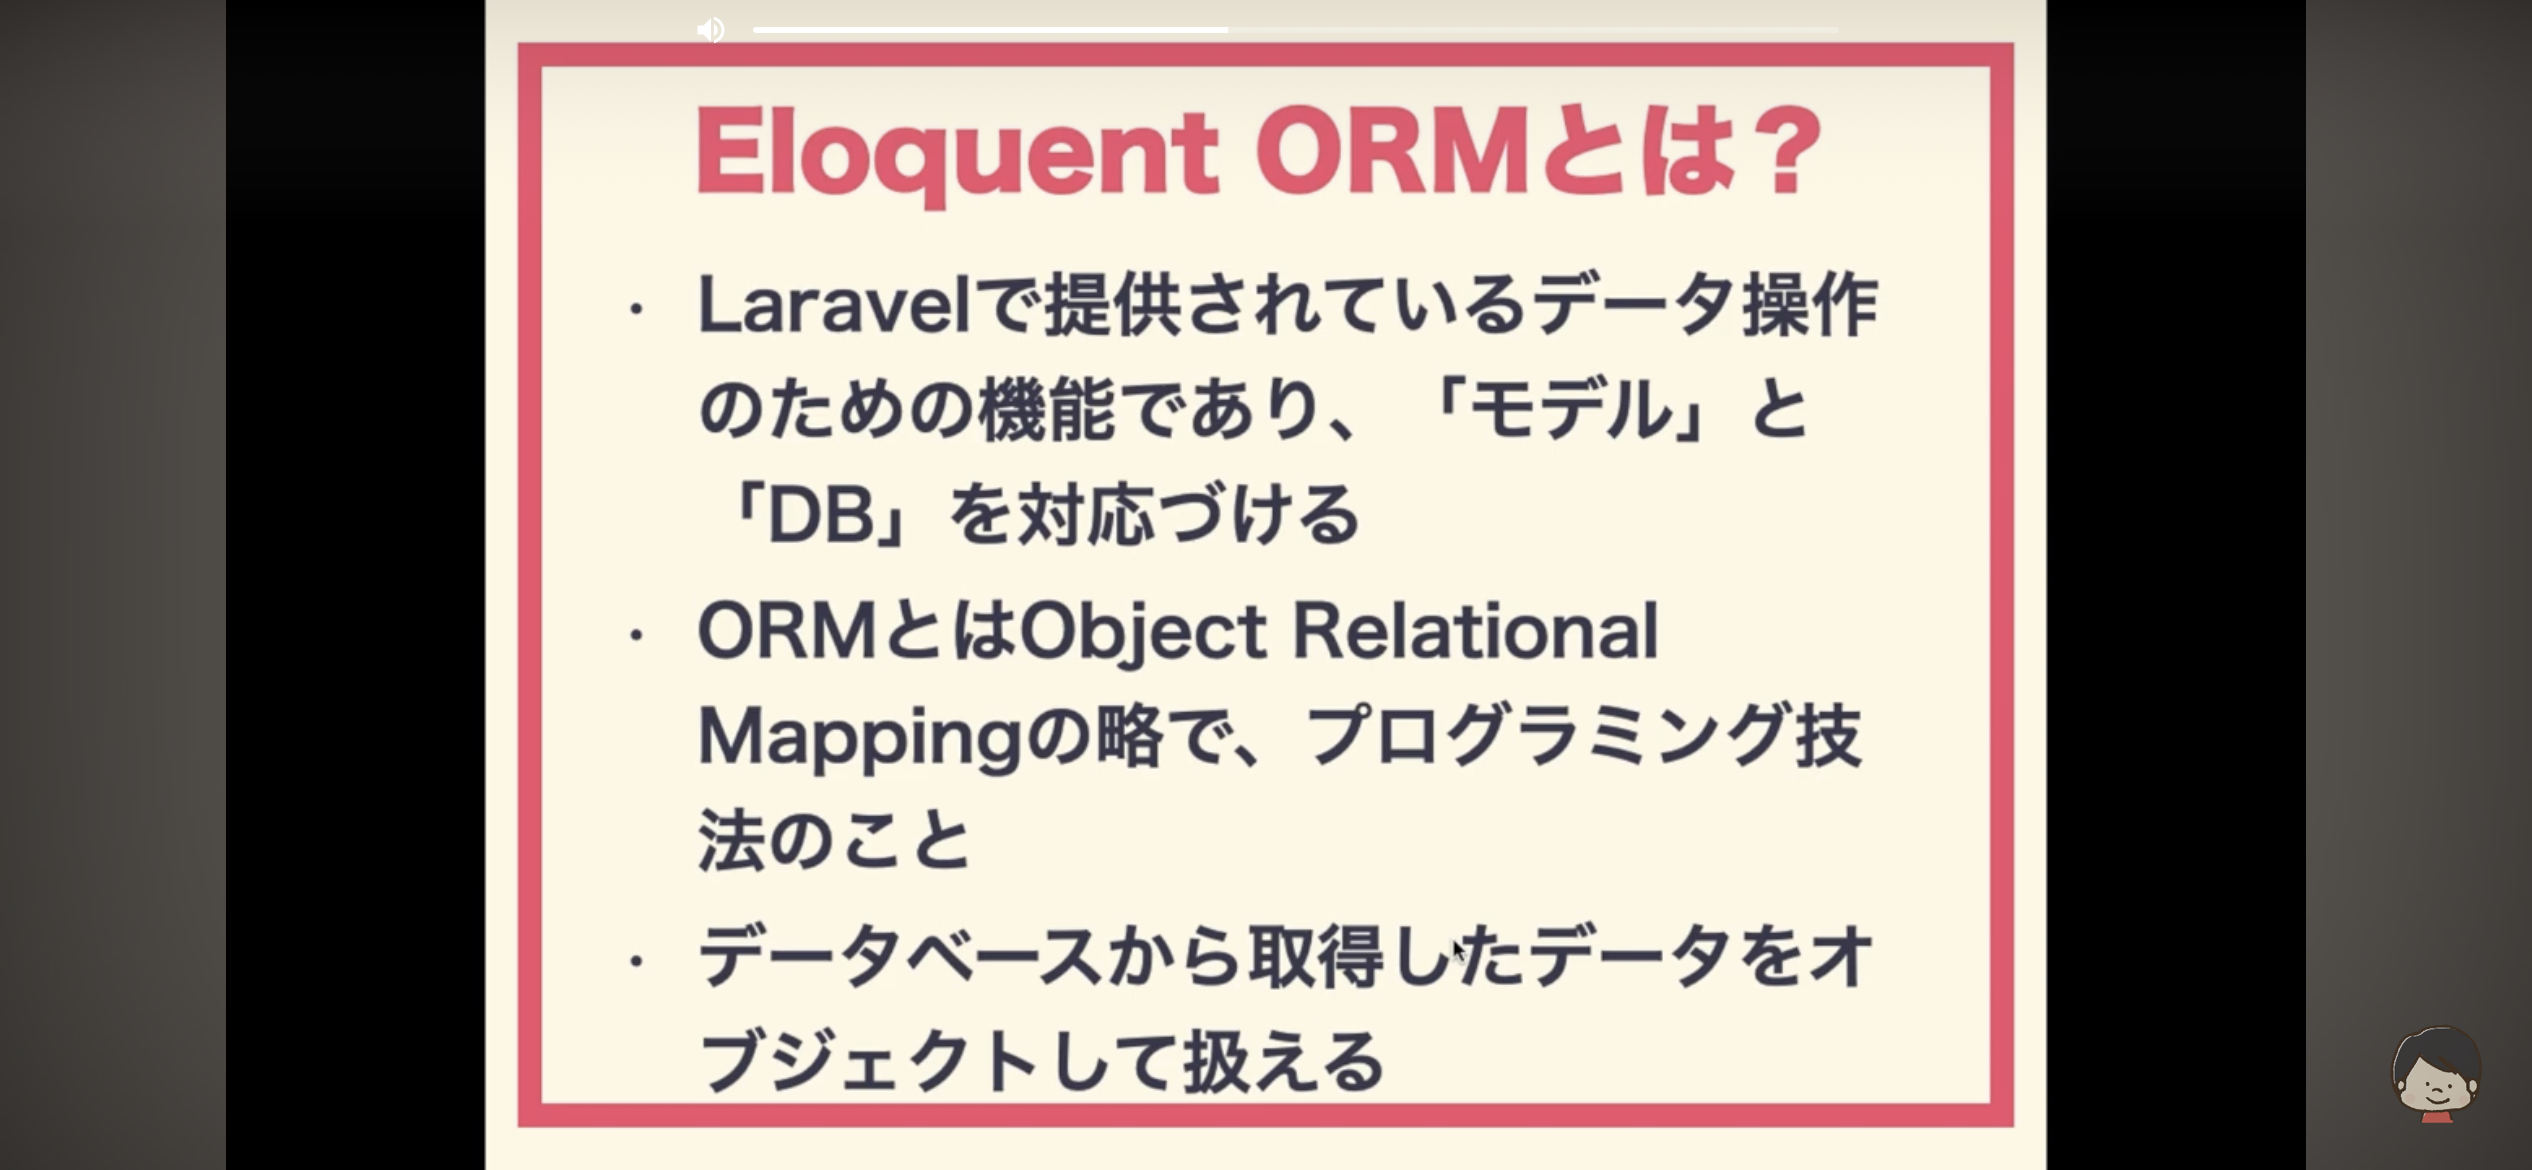 Eloquent ORMとは？
・ Laravelで提供されているデータ操作
のための機能であり、「モデル」と
「DB」を対応づける
・ ORMとはObject Relational
Mappingの略で、プログラミング技
法のこと
・ データベースから取得したデータをオ
ブジェクトして扱える